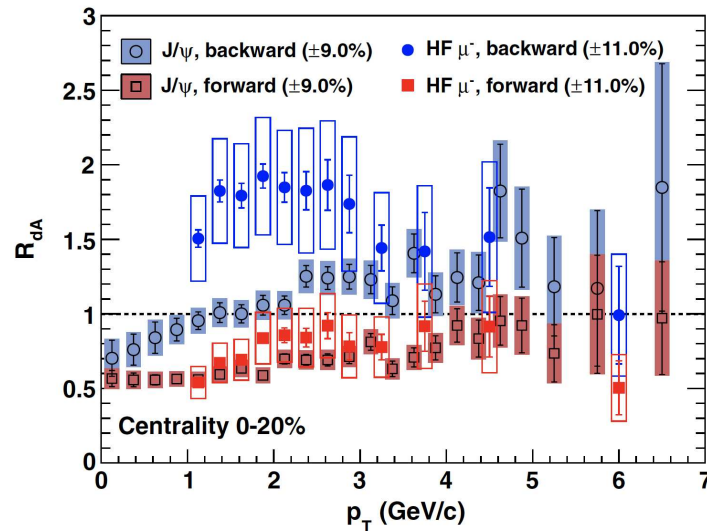 3
J/ψ, backward (±9.0%) HF μ⁻, backward (±11.0%)
J/ψ, forward (±9.0%) HF μ⁻, forward (±11.0%)
2.5
2
R_dA
1.5
1
0.5
Centrality 0-20%
0
0 1 2 3 4 5 6 7
p_T (GeV/c)